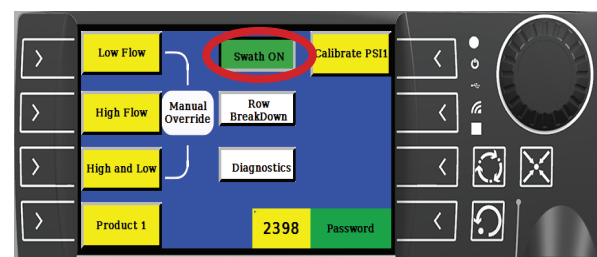 Low Flow
Swath ON
Calibrate PSI1
High Flow
Manual
Override
Row
BreakDown
High and Low
Diagnostics
Product 1
2398
Password